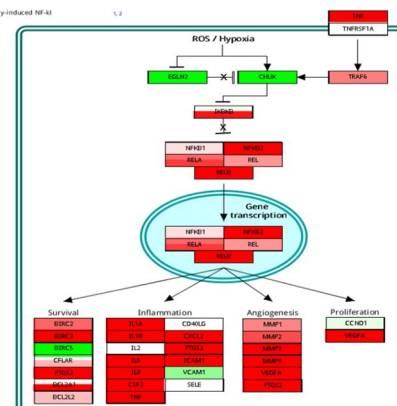 y-induced NF-kl 1, 2
TNF
TNFRSF1A
ROS / Hypoxia
EGLN2 CHUK TRAF6
X
IKBKB
X
NFKB1 NFKB2
RELA REL
RELB
Gene
transcription
NFKB1 NFKB2
RELA REL
RELB
Survival Inflammation Angiogenesis Proliferation
BIRC2 IL1A CD40LG MMP1 CCND1
BIRC3 IL1B CXCL2 MMP2 VEGFA
BIRC5 IL2 PTGS2 MMP3
CFLAR IL6 ICAM1 MMP9
PTGS2 IL8 VCAM1 VEGFA
BCL2A1 CSF2 SELE PTGS2
BCL2L2 TNF